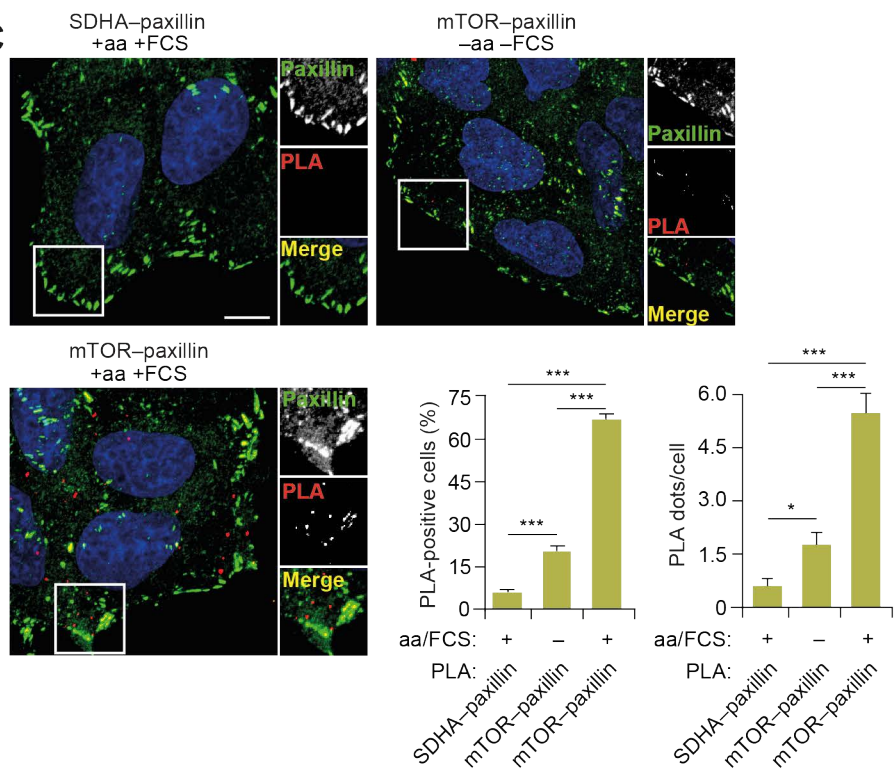 C
SDHA–paxillin
+aa +FCS
Paxillin
PLA
Merge
mTOR–paxillin
–aa –FCS
Paxillin
PLA
Merge
mTOR–paxillin
+aa +FCS
Paxillin
PLA
Merge
PLA-positive cells (%)
75
60
45
30
15
0
***
***
***
aa/FCS: + – +
PLA:
SDHA–paxillin
mTOR–paxillin
mTOR–paxillin
PLA dots/cell
6.0
4.5
3.0
1.5
0
***
***
*
aa/FCS: + – +
PLA:
SDHA–paxillin
mTOR–paxillin
mTOR–paxillin